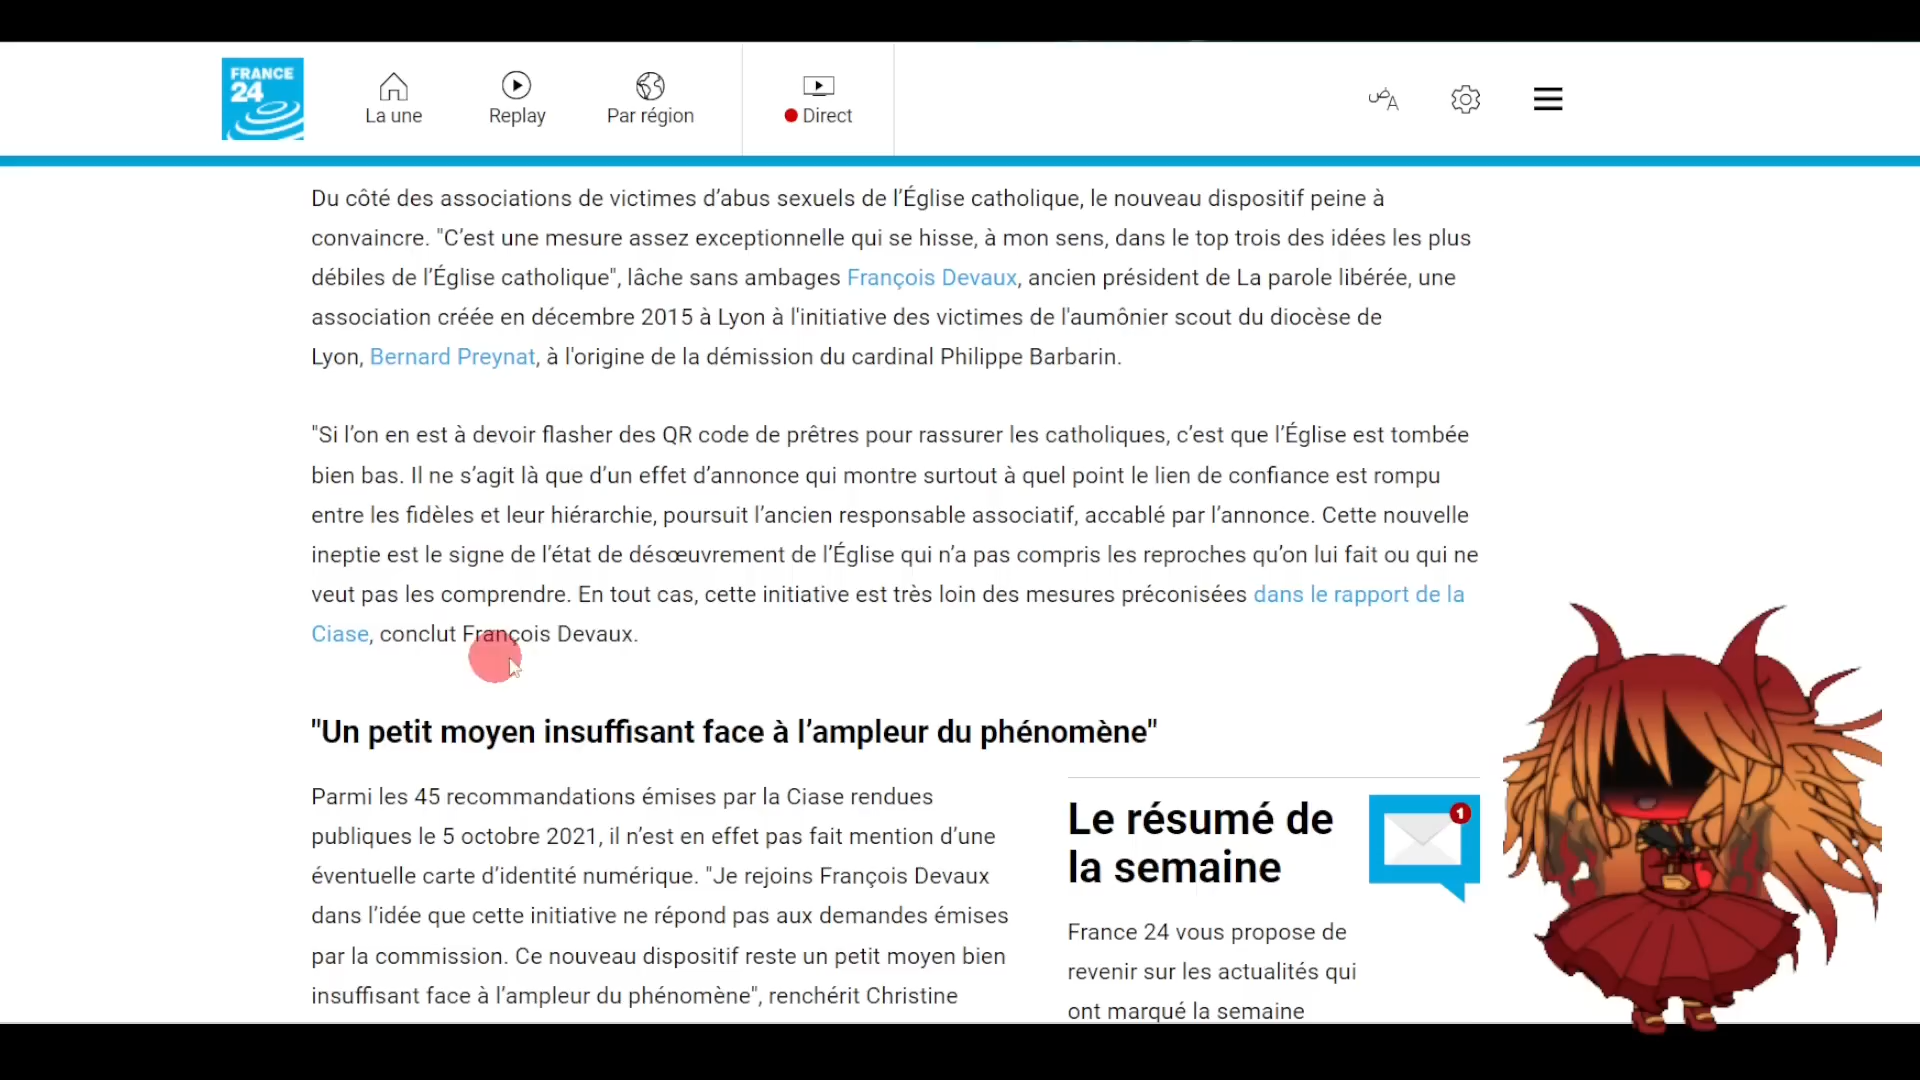 FRANCE
24
La une
Replay
Par région
Direct
ضA
Du côté des associations de victimes d’abus sexuels de l’Église catholique, le nouveau dispositif peine à
convaincre. "C’est une mesure assez exceptionnelle qui se hisse, à mon sens, dans le top trois des idées les plus
débiles de l’Église catholique", lâche sans ambages François Devaux, ancien président de La parole libérée, une
association créée en décembre 2015 à Lyon à l'initiative des victimes de l'aumônier scout du diocèse de
Lyon, Bernard Preynat, à l'origine de la démission du cardinal Philippe Barbarin.
"Si l’on en est à devoir flasher des QR code de prêtres pour rassurer les catholiques, c’est que l’Église est tombée
bien bas. Il ne s’agit là que d’un effet d’annonce qui montre surtout à quel point le lien de confiance est rompu
entre les fidèles et leur hiérarchie, poursuit l’ancien responsable associatif, accablé par l’annonce. Cette nouvelle
ineptie est le signe de l’état de désœuvrement de l’Église qui n’a pas compris les reproches qu’on lui fait ou qui ne
veut pas les comprendre. En tout cas, cette initiative est très loin des mesures préconisées dans le rapport de la
Ciase, conclut François Devaux.
"Un petit moyen insuffisant face à l’ampleur du phénomène"
Parmi les 45 recommandations émises par la Ciase rendues
publiques le 5 octobre 2021, il n’est en effet pas fait mention d’une
éventuelle carte d’identité numérique. "Je rejoins François Devaux
dans l’idée que cette initiative ne répond pas aux demandes émises
par la commission. Ce nouveau dispositif reste un petit moyen bien
insuffisant face à l’ampleur du phénomène", renchérit Christine
Le résumé de
la semaine
1
France 24 vous propose de
revenir sur les actualités qui
ont marqué la semaine